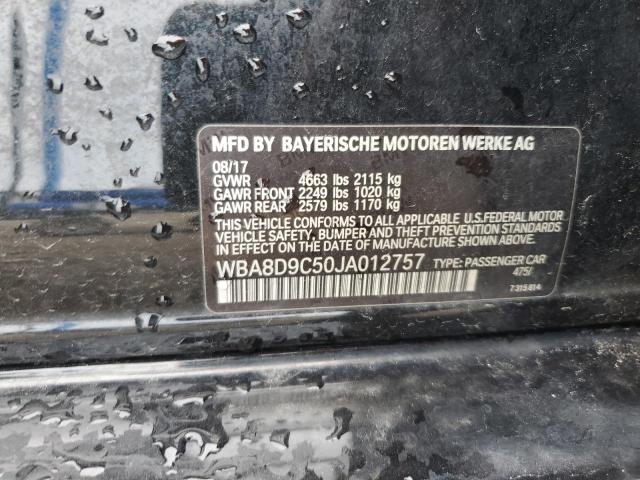 MFD BY BAYERISCHE MOTOREN WERKE AG
08/17
GVWR 4663 lbs 2115 kg
GAWR FRONT 2249 lbs 1020 kg
GAWR REAR 2579 lbs 1170 kg
THIS VEHICLE CONFORMS TO ALL APPLICABLE U.S. FEDERAL MOTOR
VEHICLE SAFETY, BUMPER AND THEFT PREVENTION STANDARDS
IN EFFECT ON THE DATE OF MANUFACTURE SHOWN ABOVE.
WBA8D9C50JA012757 TYPE: PASSENGER CAR
475/
7315814